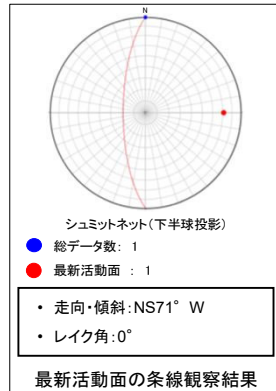 N
シュミットネット(下半球投影)
総データ数: 1
最新活動面 : 1
• 走向・傾斜:NS71° W
• レイク角:0°
最新活動面の条線観察結果